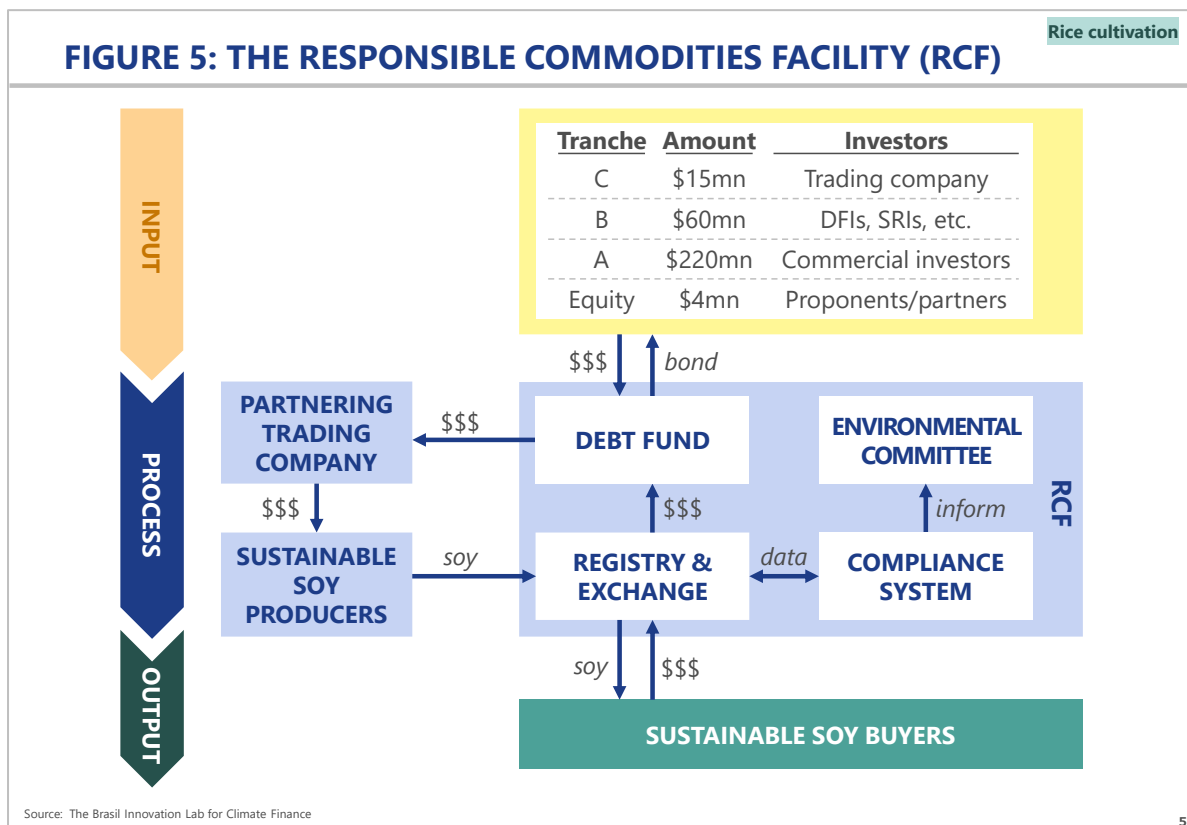 Rice cultivation
FIGURE 5: THE RESPONSIBLE COMMODITIES FACILITY (RCF)
INPUT
Tranche Amount Investors
C $15mn Trading company
B $60mn DFIs, SRIs, etc.
A $220mn Commercial investors
Equity $4mn Proponents/partners
$$$ bond
PROCESS
PARTNERING
TRADING
COMPANY
$$$
DEBT FUND
ENVIRONMENTAL
COMMITTEE
RCF
$$$
$$$
inform
SUSTAINABLE
SOY
PRODUCERS
soy
REGISTRY &
EXCHANGE
data
COMPLIANCE
SYSTEM
OUTPUT
soy $$$
SUSTAINABLE SOY BUYERS
Source: The Brasil Innovation Lab for Climate Finance
5